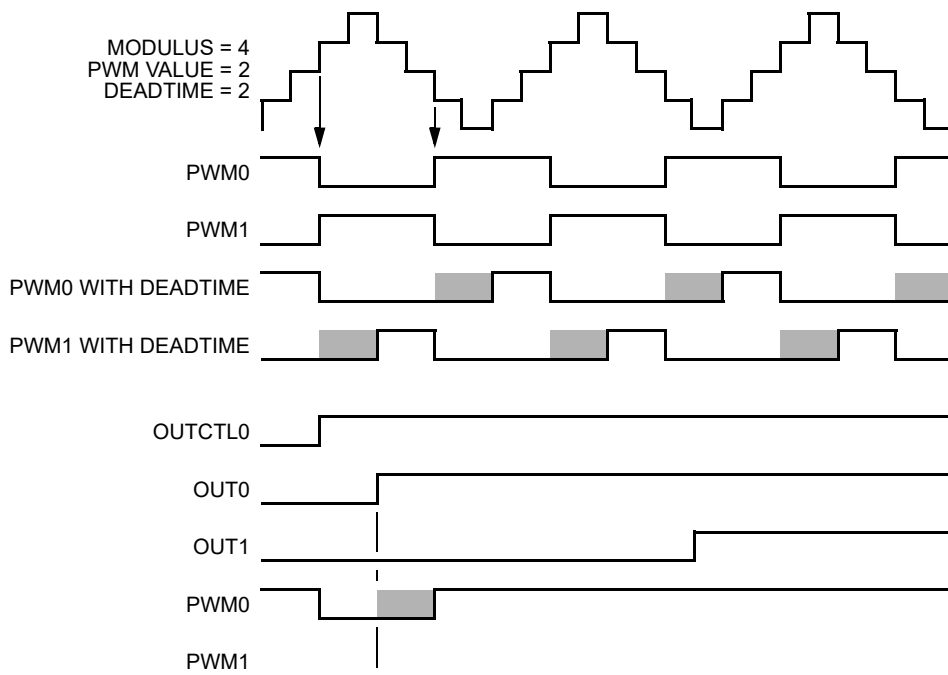 MODULUS = 4
PWM VALUE = 2
DEADTIME = 2
PWM0
PWM1
PWM0 WITH DEADTIME
PWM1 WITH DEADTIME
OUTCTL0
OUT0
OUT1
PWM0
PWM1